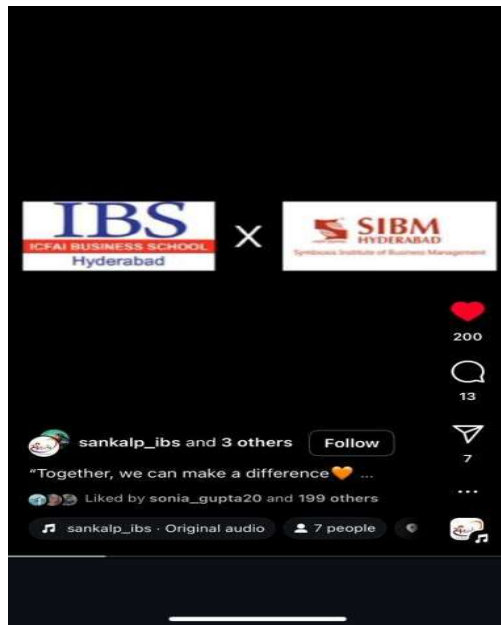 IBS
ICFAI BUSINESS SCHOOL
Hyderabad
X
SIBM
HYDERABAD
Symbiosis Institute of Business Management
200
13
7
sankalp_ibs and 3 others
Follow
“Together, we can make a difference🧡 ...
Liked by sonia_gupta20 and 199 others
sankalp_ibs · Original audio
7 people